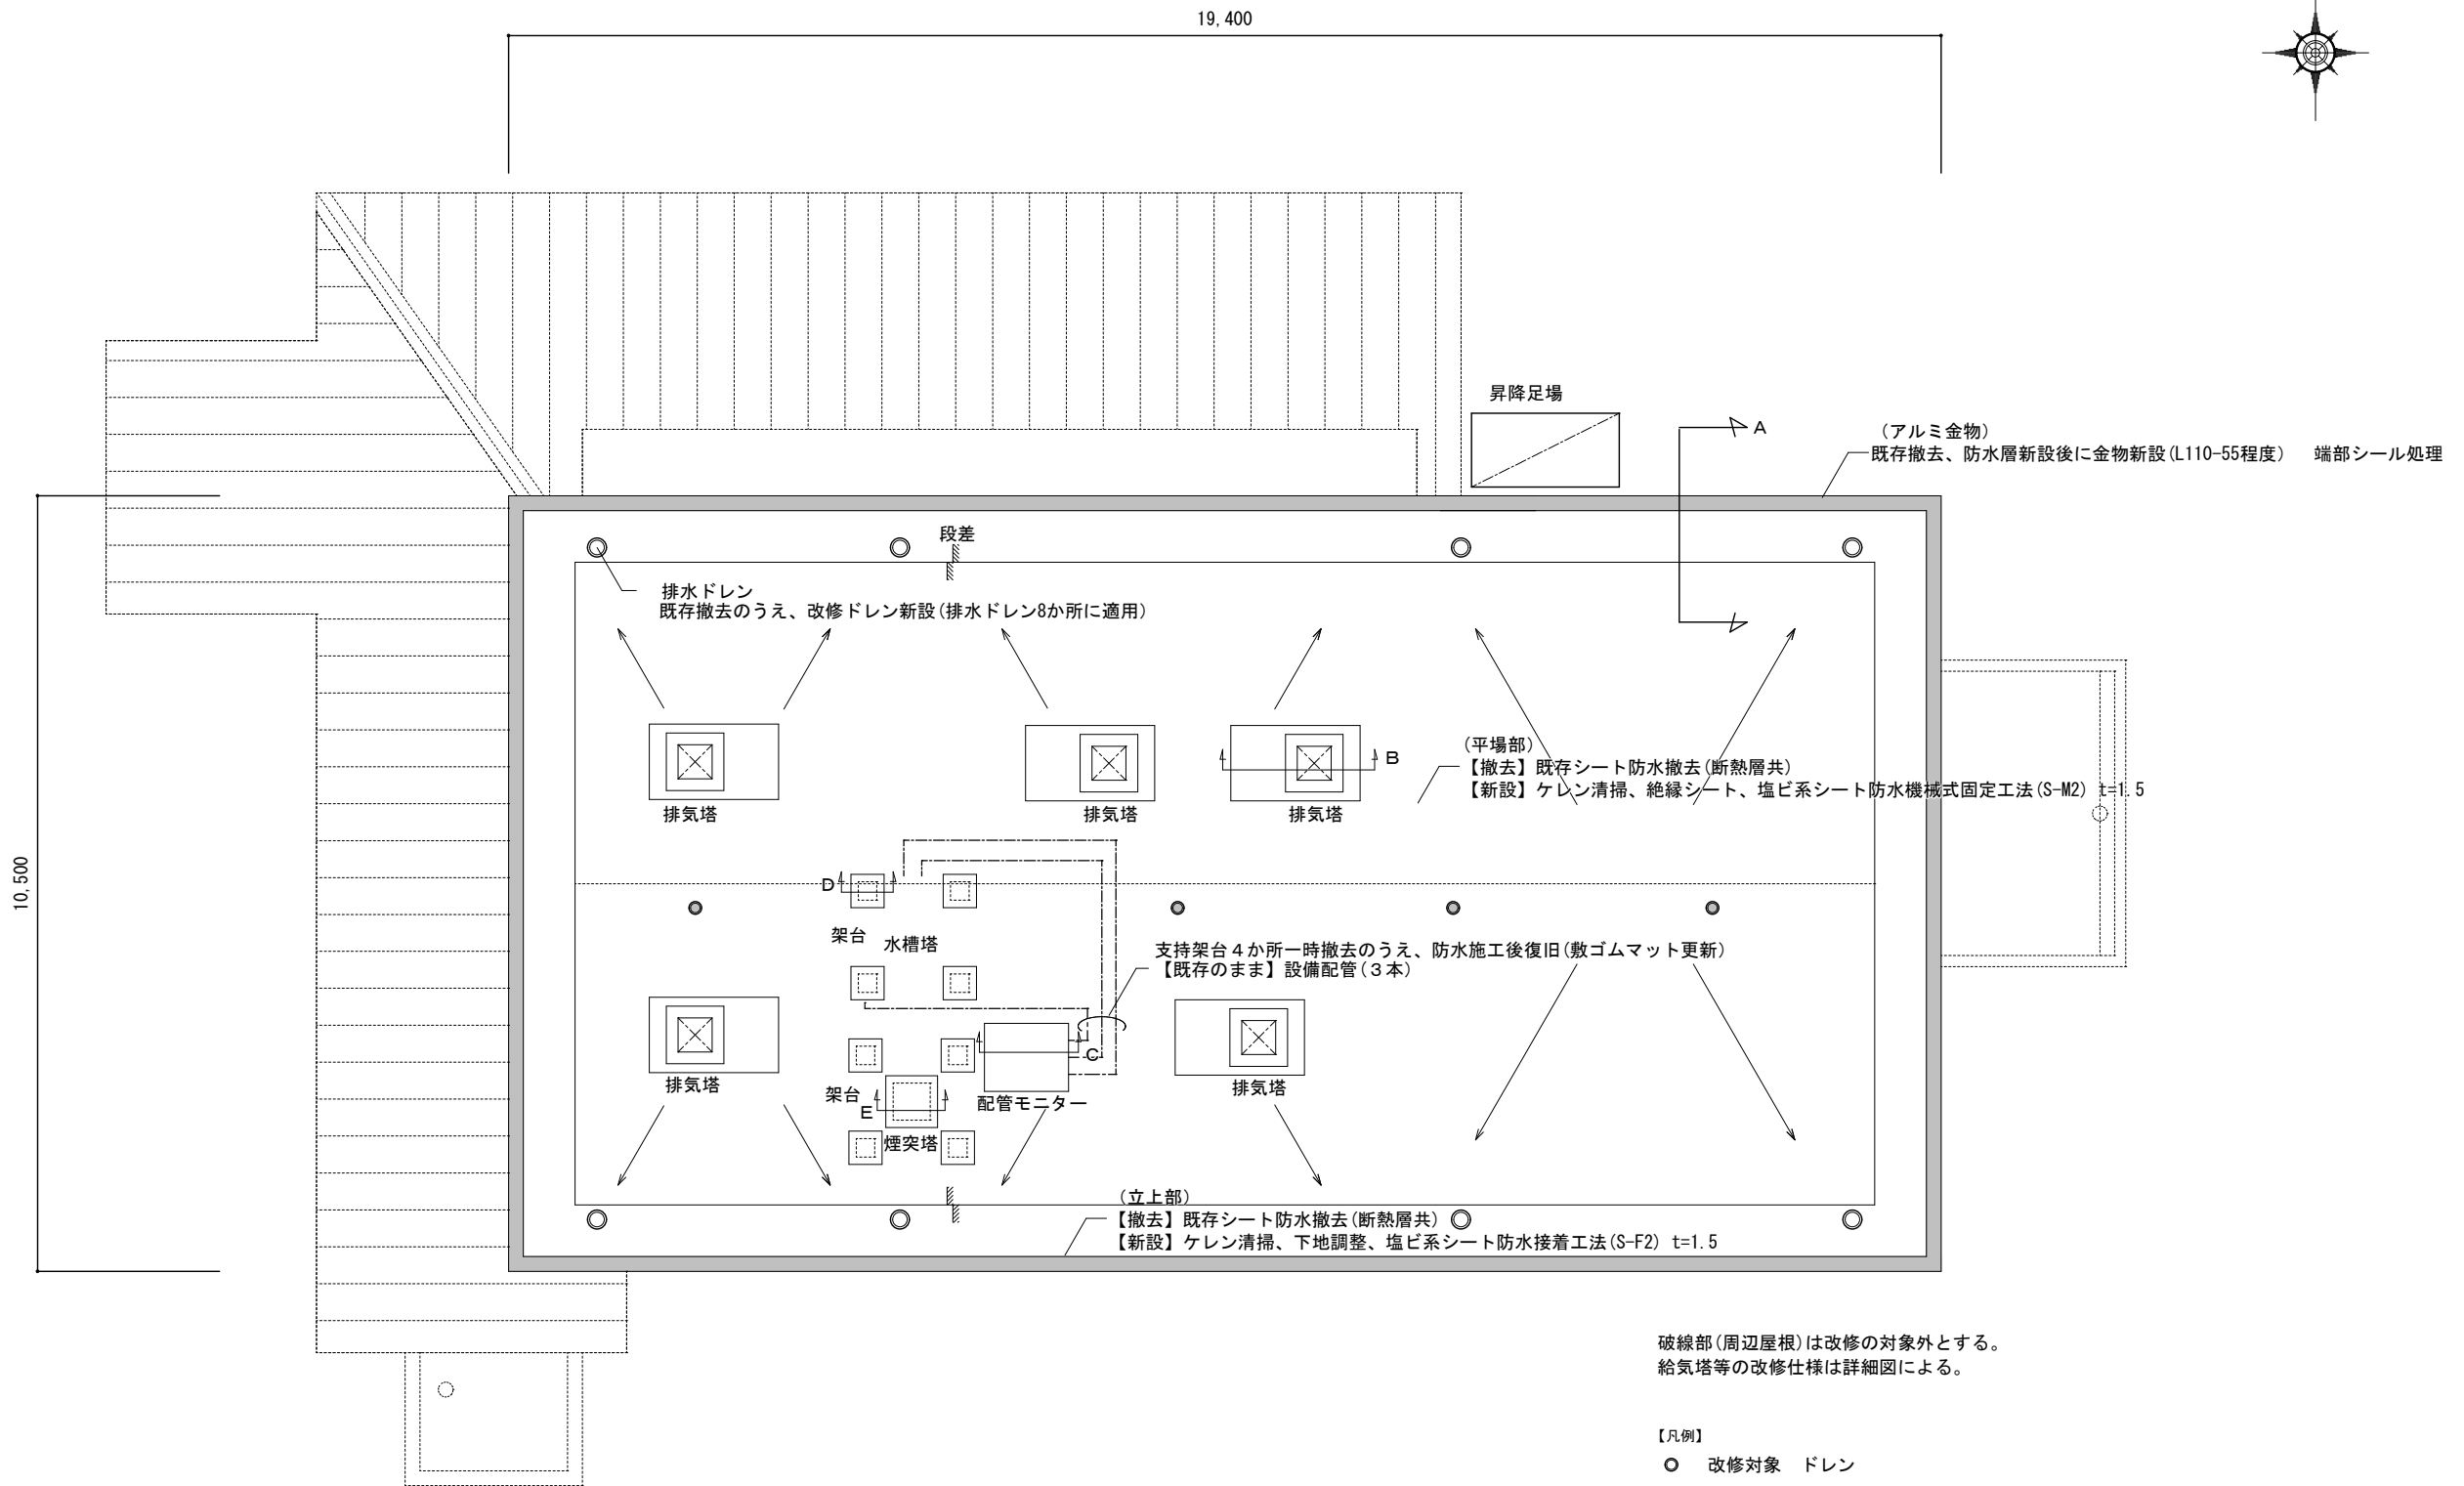 19,400
昇降足場
A
（アルミ金物）
既存撤去、防水層新設後に金物新設(L110-55程度)　端部シール処理
段差
排水ドレン
既存撤去のうえ、改修ドレン新設(排水ドレン8か所に適用)
B
（平場部）
【撤去】既存シート防水撤去(断熱層共)
【新設】ケレン清掃、絶縁シート、塩ビ系シート防水機械式固定工法(S-M2) t=1.5
排気塔
排気塔
排気塔
10,500
D
架台
水槽塔
支持架台４か所一時撤去のうえ、防水施工後復旧(敷ゴムマット更新)
【既存のまま】設備配管(３本)
C
排気塔
架台
E
配管モニター
排気塔
煙突塔
（立上部）
【撤去】既存シート防水撤去(断熱層共)
【新設】ケレン清掃、下地調整、塩ビ系シート防水接着工法(S-F2) t=1.5
破線部(周辺屋根)は改修の対象外とする。
給気塔等の改修仕様は詳細図による。
【凡例】
改修対象　ドレン